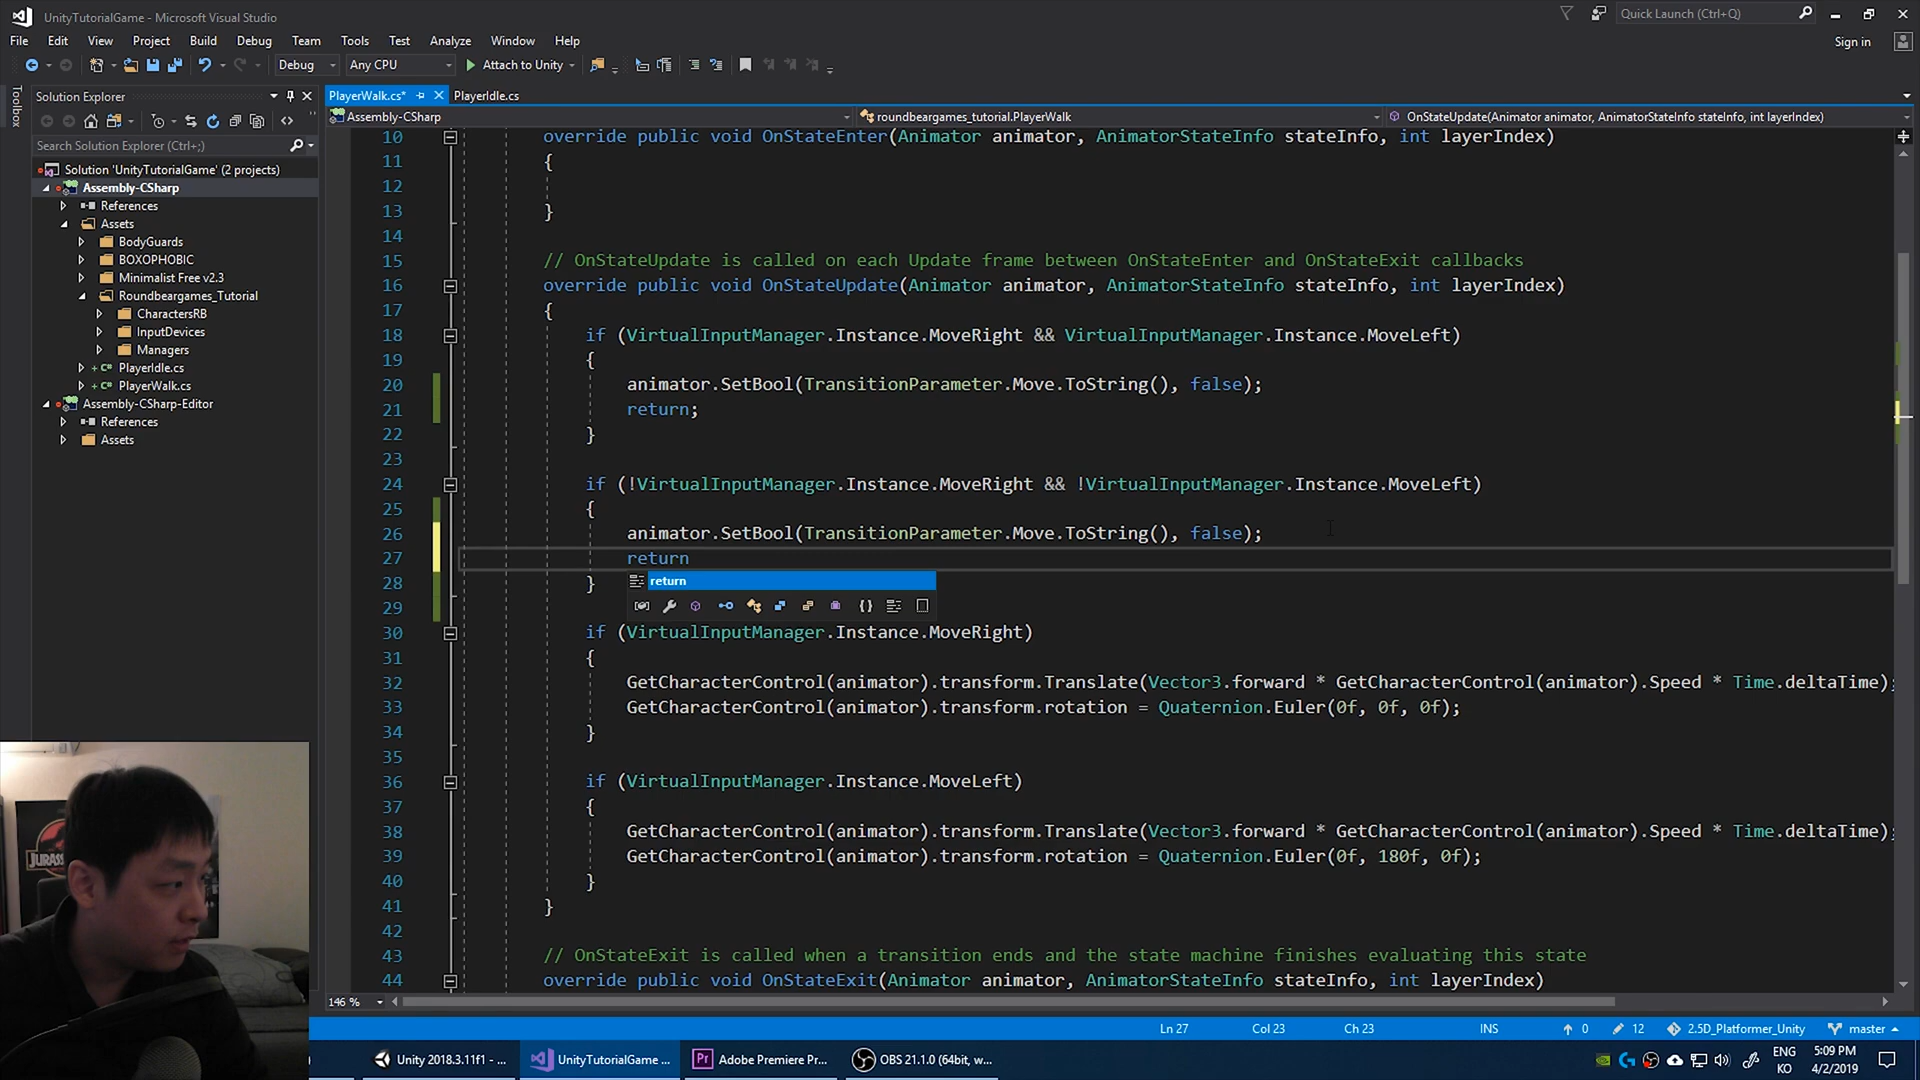 UnityTutorialGame - Microsoft Visual Studio
Quick Launch (Ctrl+Q)
File Edit View Project Build Debug Team Tools Test Analyze Window Help
Sign in
Debug Any CPU Attach to Unity
Toolbox
Solution Explorer
PlayerWalk.cs* PlayerIdle.cs
Assembly-CSharp
roundbeargames_tutorial.PlayerWalk
OnStateUpdate(Animator animator, AnimatorStateInfo stateInfo, int layerIndex)
Search Solution Explorer (Ctrl+;)
Solution 'UnityTutorialGame' (2 projects)
Assembly-CSharp
References
Assets
BodyGuards
BOXOPHOBIC
Minimalist Free v2.3
Roundbeargames_Tutorial
CharactersRB
InputDevices
Managers
PlayerIdle.cs
PlayerWalk.cs
Assembly-CSharp-Editor
References
Assets
10 override public void OnStateEnter(Animator animator, AnimatorStateInfo stateInfo, int layerIndex)
11 {
12
13 }
14
15 // OnStateUpdate is called on each Update frame between OnStateEnter and OnStateExit callbacks
16 override public void OnStateUpdate(Animator animator, AnimatorStateInfo stateInfo, int layerIndex)
17 {
18 if (VirtualInputManager.Instance.MoveRight && VirtualInputManager.Instance.MoveLeft)
19 {
20 animator.SetBool(TransitionParameter.Move.ToString(), false);
21 return;
22 }
23
24 if (!VirtualInputManager.Instance.MoveRight && !VirtualInputManager.Instance.MoveLeft)
25 {
26 animator.SetBool(TransitionParameter.Move.ToString(), false);
27 return
return
28 }
29
30 if (VirtualInputManager.Instance.MoveRight)
31 {
32 GetCharacterControl(animator).transform.Translate(Vector3.forward * GetCharacterControl(animator).Speed * Time.deltaTime);
33 GetCharacterControl(animator).transform.rotation = Quaternion.Euler(0f, 0f, 0f);
34 }
35
36 if (VirtualInputManager.Instance.MoveLeft)
37 {
38 GetCharacterControl(animator).transform.Translate(Vector3.forward * GetCharacterControl(animator).Speed * Time.deltaTime);
39 GetCharacterControl(animator).transform.rotation = Quaternion.Euler(0f, 180f, 0f);
40 }
41 }
42
43 // OnStateExit is called when a transition ends and the state machine finishes evaluating this state
44 override public void OnStateExit(Animator animator, AnimatorStateInfo stateInfo, int layerIndex)
146 %
Ln 27 Col 23 Ch 23 INS 0 12 2.5D_Platformer_Unity master
Unity 2018.3.11f1 - ... UnityTutorialGame ... Adobe Premiere Pr... OBS 21.1.0 (64bit, w...
ENG
KO
5:09 PM
4/2/2019